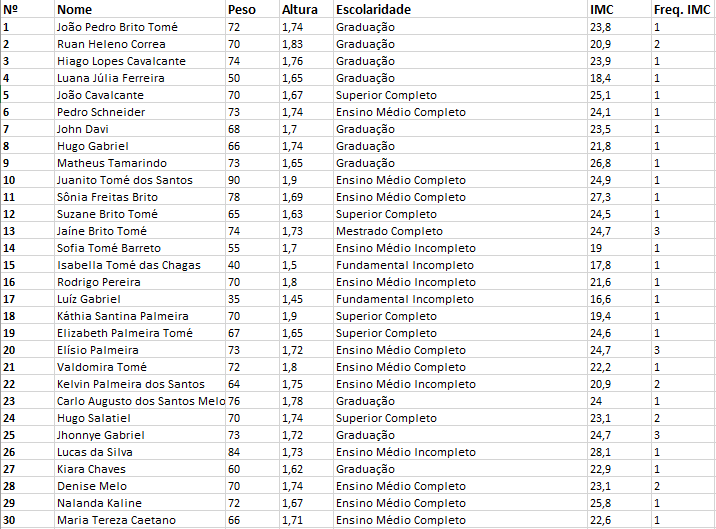 Nº Nome Peso Altura Escolaridade IMC Freq. IMC
1 João Pedro Brito Tomé 72 1,74 Graduação 23,8 1
2 Ruan Heleno Correa 70 1,83 Graduação 20,9 2
3 Hiago Lopes Cavalcante 74 1,76 Graduação 23,9 1
4 Luana Júlia Ferreira 50 1,65 Graduação 18,4 1
5 João Cavalcante 70 1,67 Superior Completo 25,1 1
6 Pedro Schneider 73 1,74 Ensino Médio Completo 24,1 1
7 John Davi 68 1,7 Graduação 23,5 1
8 Hugo Gabriel 66 1,74 Graduação 21,8 1
9 Matheus Tamarindo 73 1,65 Graduação 26,8 1
10 Juanito Tomé dos Santos 90 1,9 Ensino Médio Completo 24,9 1
11 Sônia Freitas Brito 78 1,69 Ensino Médio Completo 27,3 1
12 Suzane Brito Tomé 65 1,63 Superior Completo 24,5 1
13 Jaíne Brito Tomé 74 1,73 Mestrado Completo 24,7 3
14 Sofia Tomé Barreto 55 1,7 Ensino Médio Incompleto 19 1
15 Isabella Tomé das Chagas 40 1,5 Fundamental Incompleto 17,8 1
16 Rodrigo Pereira 70 1,8 Ensino Médio Incompleto 21,6 1
17 Luíz Gabriel 35 1,45 Fundamental Incompleto 16,6 1
18 Káthia Santina Palmeira 70 1,9 Superior Completo 19,4 1
19 Elizabeth Palmeira Tomé 67 1,65 Superior Completo 24,6 1
20 Elísio Palmeira 73 1,72 Ensino Médio Completo 24,7 3
21 Valdomira Tomé 72 1,8 Ensino Médio Completo 22,2 1
22 Kelvin Palmeira dos Santos 64 1,75 Ensino Médio Incompleto 20,9 2
23 Carlo Augusto dos Santos Melo 76 1,78 Graduação 24 1
24 Hugo Salatiel 70 1,74 Superior Completo 23,1 2
25 Jhonnye Gabriel 73 1,72 Graduação 24,7 3
26 Lucas da Silva 84 1,73 Ensino Médio Incompleto 28,1 1
27 Kiara Chaves 60 1,62 Graduação 22,9 1
28 Denise Melo 70 1,74 Ensino Médio Completo 23,1 2
29 Nalanda Kaline 72 1,67 Ensino Médio Completo 25,8 1
30 Maria Tereza Caetano 66 1,71 Ensino Médio Completo 22,6 1